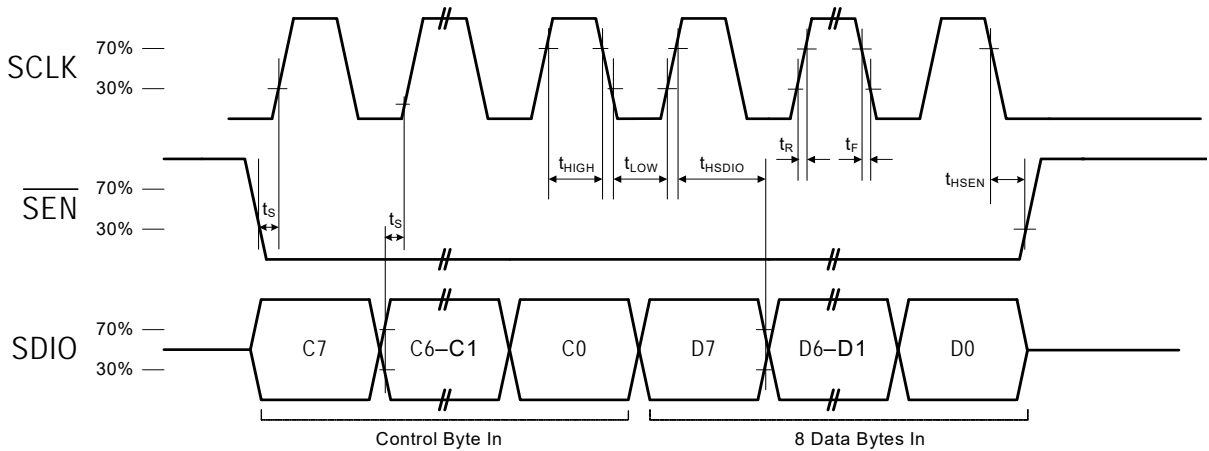 SCLK
70%
30%
tHIGH
tLOW
tHSDIO
tR
tF
tHSEN
SEN
70%
30%
tS
tS
SDIO
70%
30%
C7
C6–C1
C0
D7
D6–D1
D0
Control Byte In
8 Data Bytes In